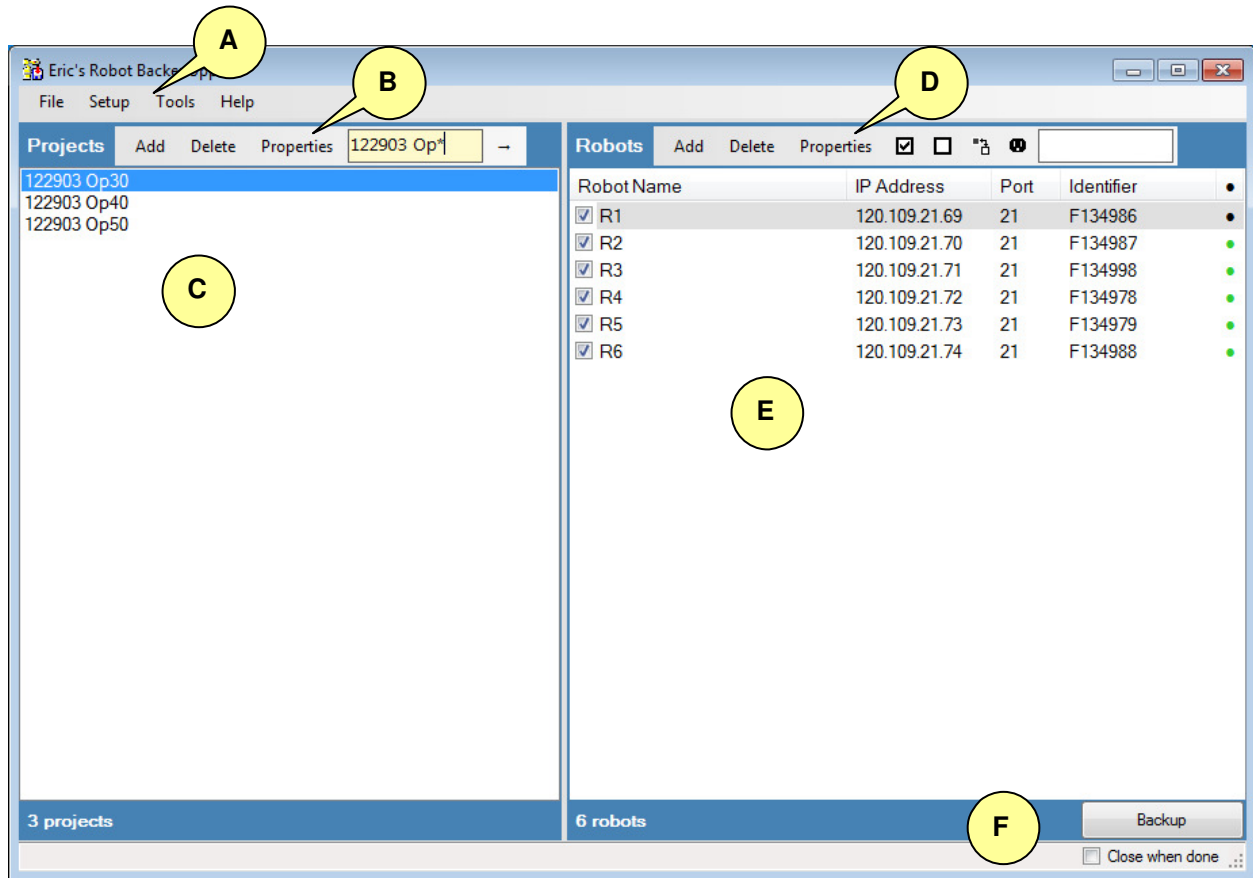 A
Eric's Robot Backer
B
D
File Setup Tools Help
Projects Add Delete Properties 122903 Op* →
Robots Add Delete Properties
122903 Op30
122903 Op40
122903 Op50
C
Robot Name IP Address Port Identifier
R1 120.109.21.69 21 F134986
R2 120.109.21.70 21 F134987
R3 120.109.21.71 21 F134998
R4 120.109.21.72 21 F134978
R5 120.109.21.73 21 F134979
R6 120.109.21.74 21 F134988
E
3 projects
6 robots
F
Backup
Close when done